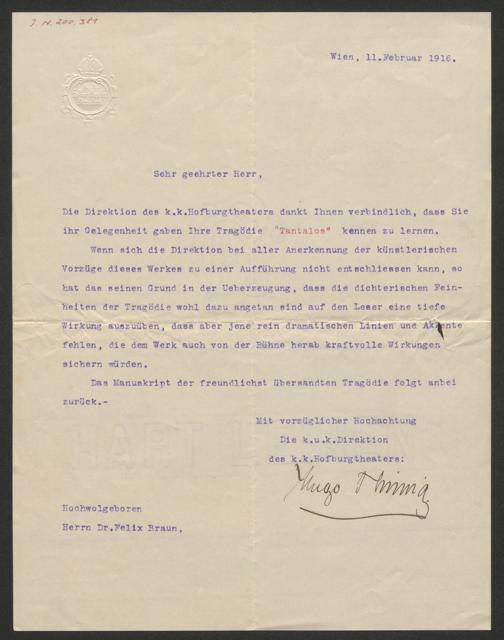 J. N. 200.381
Wien, 11.Februar 1916.
Sehr geehrter Herr,
Die Direktion des k.k.Hofburgtheaters dankt Ihnen verbindlich, dass Sie
ihr Gelegenheit gaben Ihre Tragödie "Tantalos" kennen zu lernen.
Wenn sich die Direktion bei aller Anerkennung der künstlerischen
Vorzüge dieses Werkes zu einer Aufführung nicht entschliessen kann, so
hat das seinen Grund in der Ueberzeugung, dass die dichterischen Fein-
heiten der Tragödie wohl dazu angetan sind auf den Leser eine tiefe
Wirkung auszuüben, dass aber jene rein dramatischen Linien und Akzente
fehlen, die dem Werk auch von der Bühne herab kraftvolle Wirkungen
sichern würden.
Das Manuskript der freundlichst übersandten Tragödie folgt anbei
zurück.-
Mit vorzüglicher Hochachtung
Die k.u.k.Direktion
des k.k.Hofburgtheaters:
Hugo Thimig
Hochwolgeboren
Herrn Dr.Felix Braun,